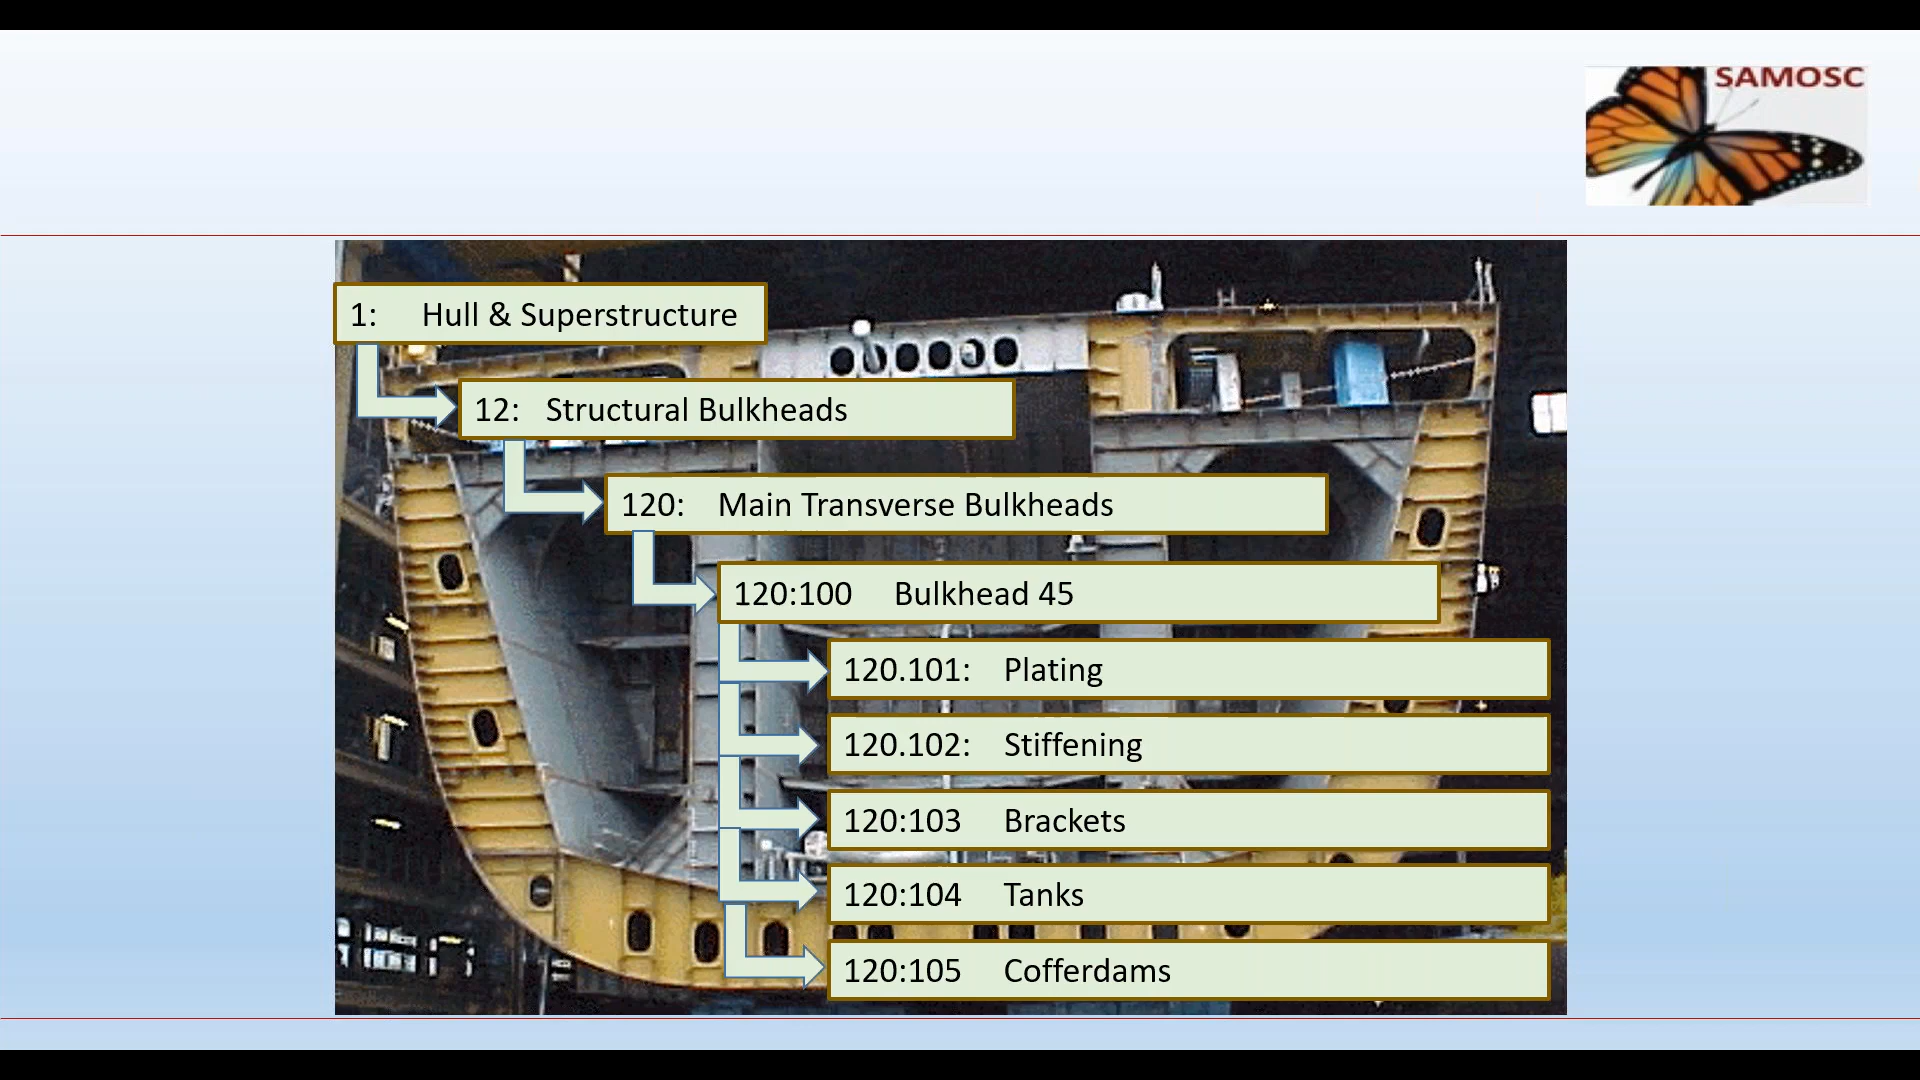 SAMOSC
1: Hull & Superstructure
12: Structural Bulkheads
120: Main Transverse Bulkheads
120:100 Bulkhead 45
120.101: Plating
120.102: Stiffening
120:103 Brackets
120:104 Tanks
120:105 Cofferdams